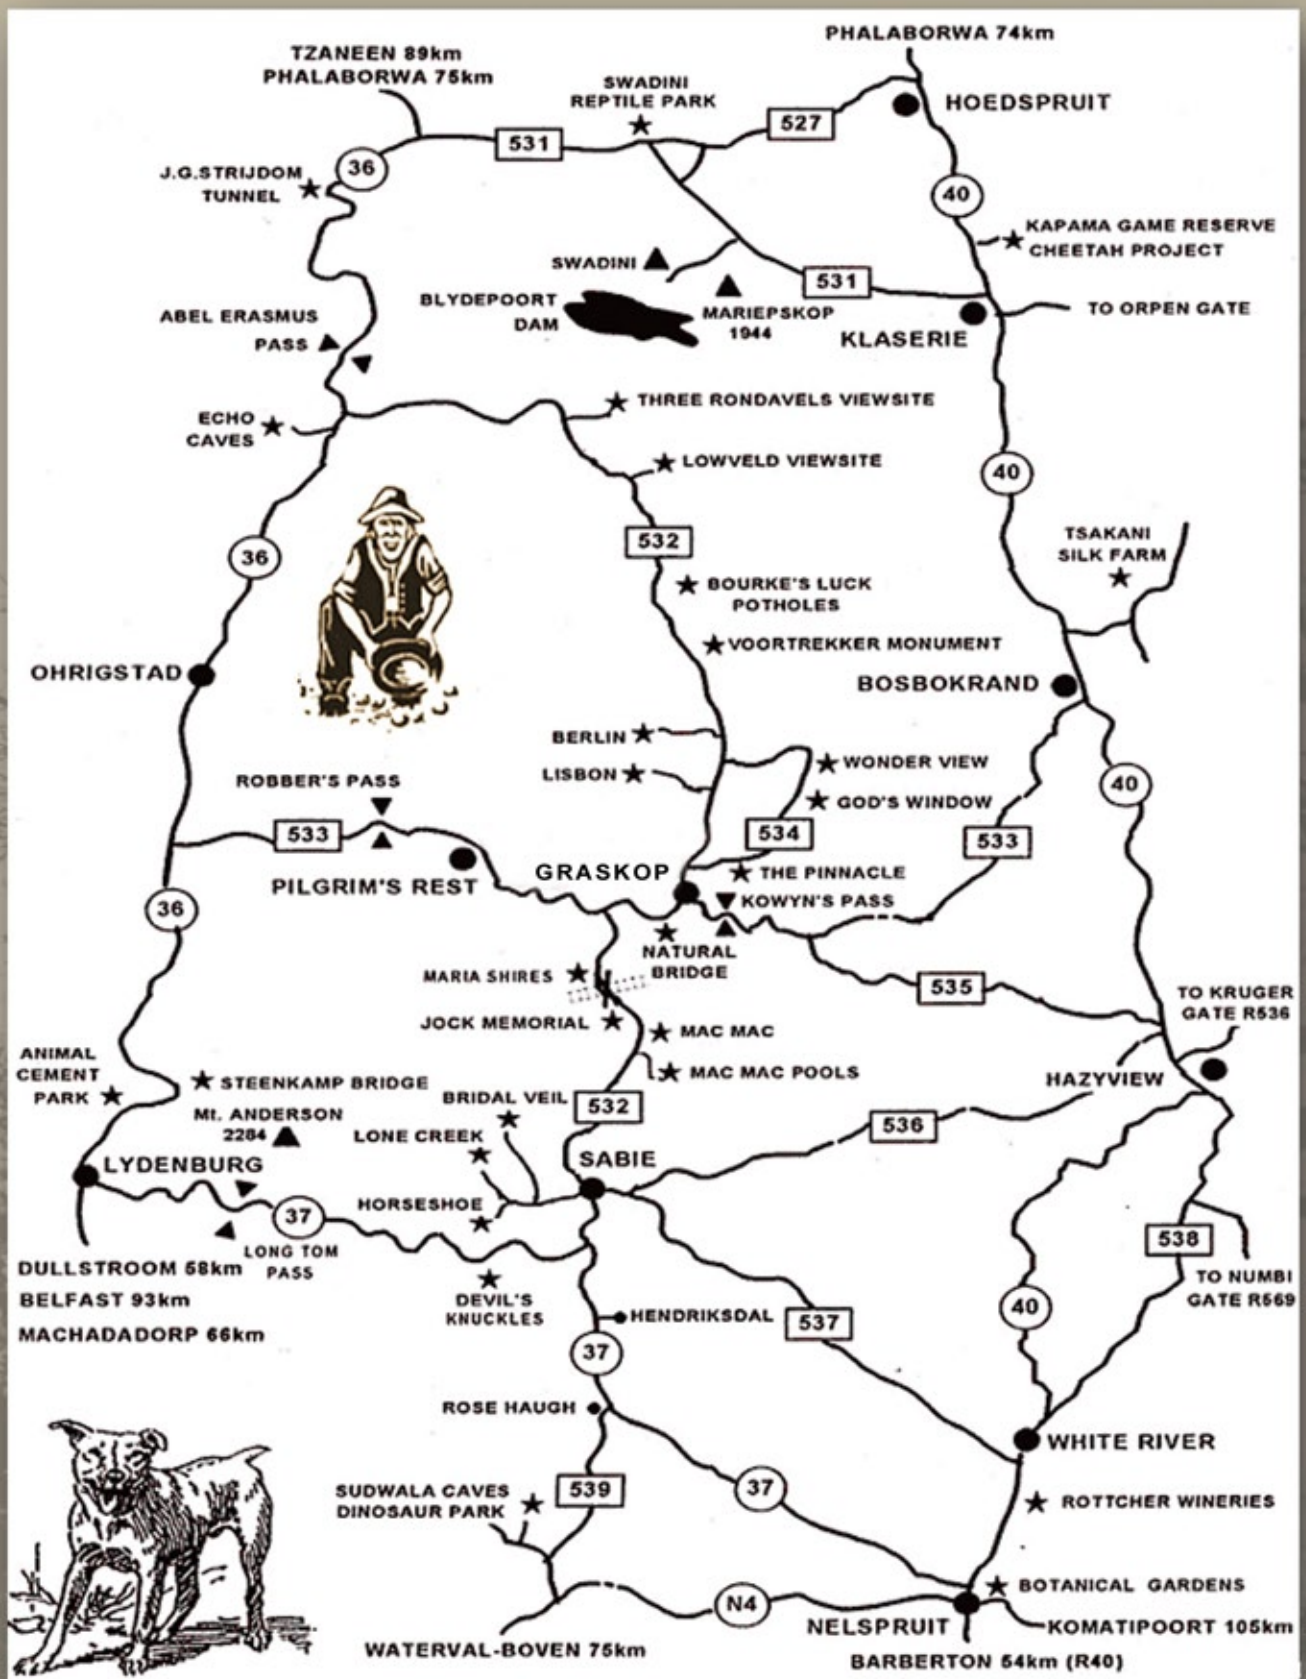 PHALABORWA 74km
TZANEEN 89km
PHALABORWA 75km
SWADINI
REPTILE PARK
527
HOEDSPRUIT
531
36
J.G.STRIJDOM
TUNNEL
40
KAPAMA GAME RESERVE
CHEETAH PROJECT
SWADINI
531
BLYDEPOORT
DAM
MARIEPSKOP
1944
TO ORPEN GATE
KLASERIE
ABEL ERASMUS
PASS
THREE RONDAVELS VIEWSITE
ECHO
CAVES
LOWVELD VIEWSITE
40
532
36
TSAKANI
SILK FARM
BOURKE'S LUCK
POTHOLES
VOORTREKKER MONUMENT
OHRIGSTAD
BOSBOKRAND
BERLIN
LISBON
WONDER VIEW
GOD'S WINDOW
40
ROBBER'S PASS
533
534
533
PILGRIM'S REST
GRASKOP
THE PINNACLE
KOWYN'S PASS
36
NATURAL
BRIDGE
MARIA SHIRES
535
TO KRUGER
GATE R536
JOCK MEMORIAL
MAC MAC
ANIMAL
CEMENT
PARK
STEENKAMP BRIDGE
MAC MAC POOLS
HAZYVIEW
BRIDAL VEIL
532
Mt. ANDERSON
2284
LONE CREEK
536
LYDENBURG
SABIE
HORSESHOE
37
LONG TOM
PASS
538
DULLSTROOM 58km
BELFAST 93km
MACHADADORP 66km
DEVIL'S
KNUCKLES
TO NUMBI
GATE R569
HENDRIKSDAL
537
40
37
ROSE HAUGH
WHITE RIVER
SUDWALA CAVES
DINOSAUR PARK
539
37
ROTTCHER WINERIES
BOTANICAL GARDENS
N4
NELSPRUIT
KOMATIPOORT 105km
WATERVAL-BOVEN 75km
BARBERTON 54km (R40)